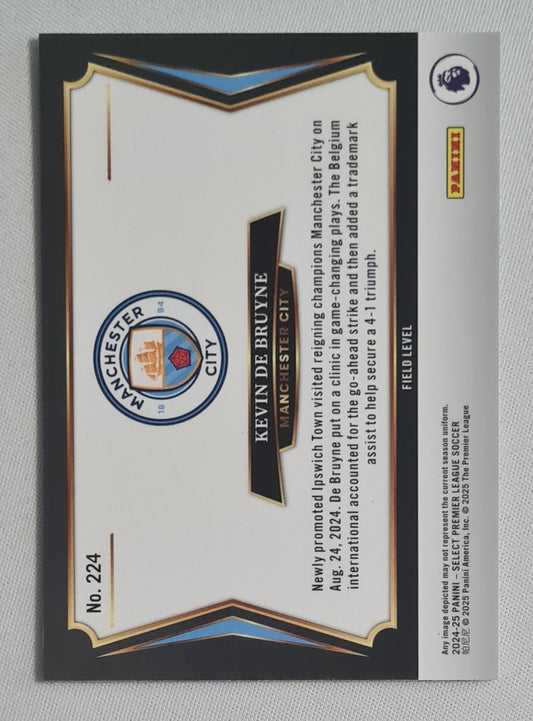 No. 224
MANCHESTER
18 94
CITY
KEVIN DE BRUYNE
MANCHESTER CITY
Newly promoted Ipswich Town visited reigning champions Manchester City on
Aug. 24, 2024. De Bruyne put on a clinic in game-changing plays. The Belgium
international accounted for the go-ahead strike and then added a trademark
assist to help secure a 4-1 triumph.
FIELD LEVEL
Any image depicted may not represent the current season uniform.
2024-25 PANINI – SELECT PREMIER LEAGUE SOCCER
帕尼尼 © 2025 Panini America, Inc. © 2025 The Premier League
PANINI